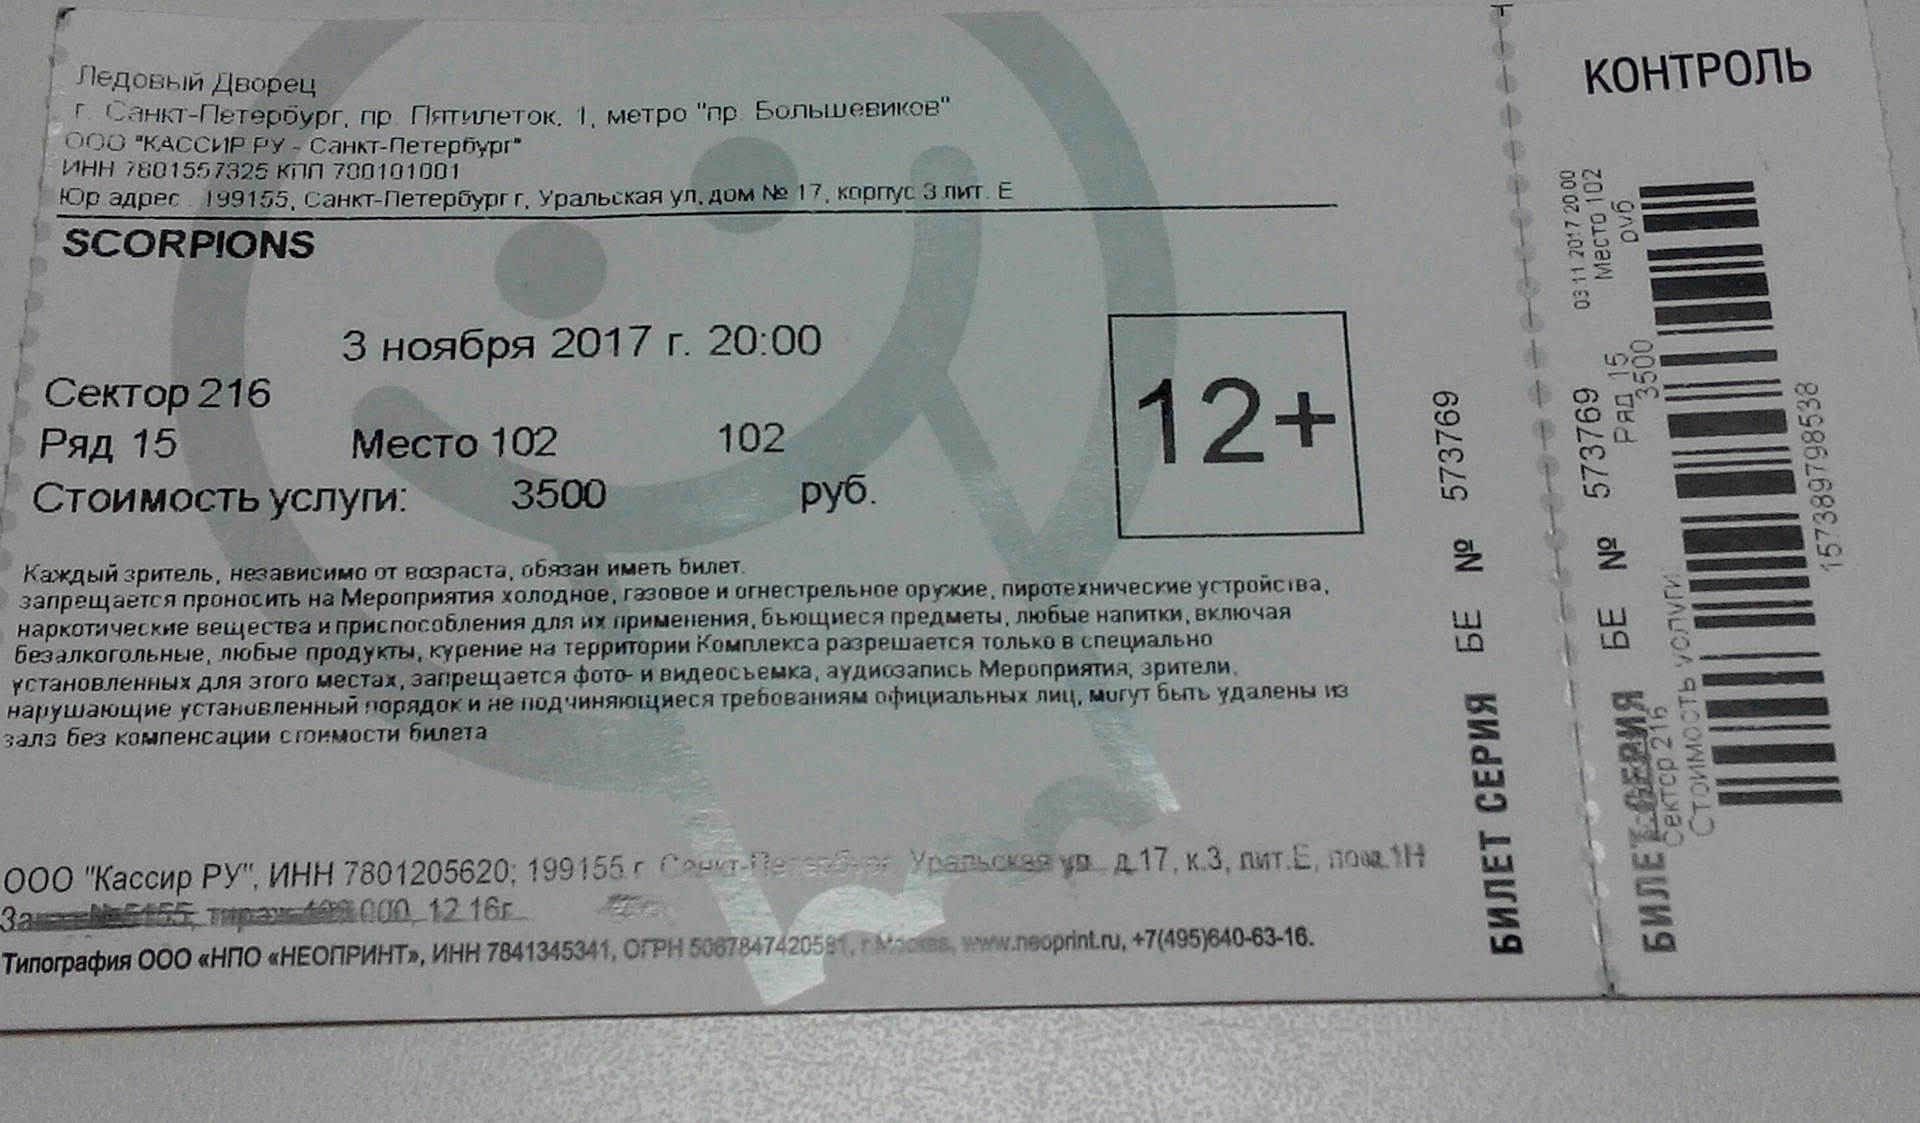 Ледовый Дворец
г. Санкт-Петербург, пр. Пятилеток, 1, метро "пр. Большевиков"
ООО "КАССИР РУ - Санкт-Петербург"
ИНН 7801557325 КПП 780101001
Юр адрес . 199155, Санкт-Петербург г, Уральская ул, дом № 17, корпус 3 лит. Е
SCORPIONS
3 ноября 2017 г. 20:00
Сектор 216
Ряд 15 Место 102 102
Стоимость услуги: 3500 руб.
12+
Каждый зритель, независимо от возраста, обязан иметь билет.
запрещается проносить на Мероприятия холодное, газовое и огнестрельное оружие, пиротехнические устройства,
наркотические вещества и приспособления для их применения, бьющиеся предметы, любые напитки, включая
безалкогольные, любые продукты, курение на территории Комплекса разрешается только в специально
установленных для этого местах, запрещается фото- и видеосъемка, аудиозапись Мероприятия, зрители,
нарушающие установленный порядок и не подчиняющиеся требованиям официальных лиц, могут быть удалены из
зала без компенсации стоимости билета
ООО "Кассир РУ", ИНН 7801205620; 199155 г. Санкт-Петербург, Уральская ул. д.17, к.3, лит.Е, пом.1Н
12.16г.
Типография ООО «НПО «НЕОПРИНТ», ИНН 7841345341, ОГРН 5067847420581, г.Москва, www.neoprint.ru, +7(495)640-63-16.
БИЛЕТ СЕРИЯ БЕ № 573769
КОНТРОЛЬ
БИЛЕТ СЕРИЯ БЕ № 573769
03 11 2017 20 00
Сектор 216 Ряд 15 Место 102
Стоимость услуги: 3500 руб
15738979798538